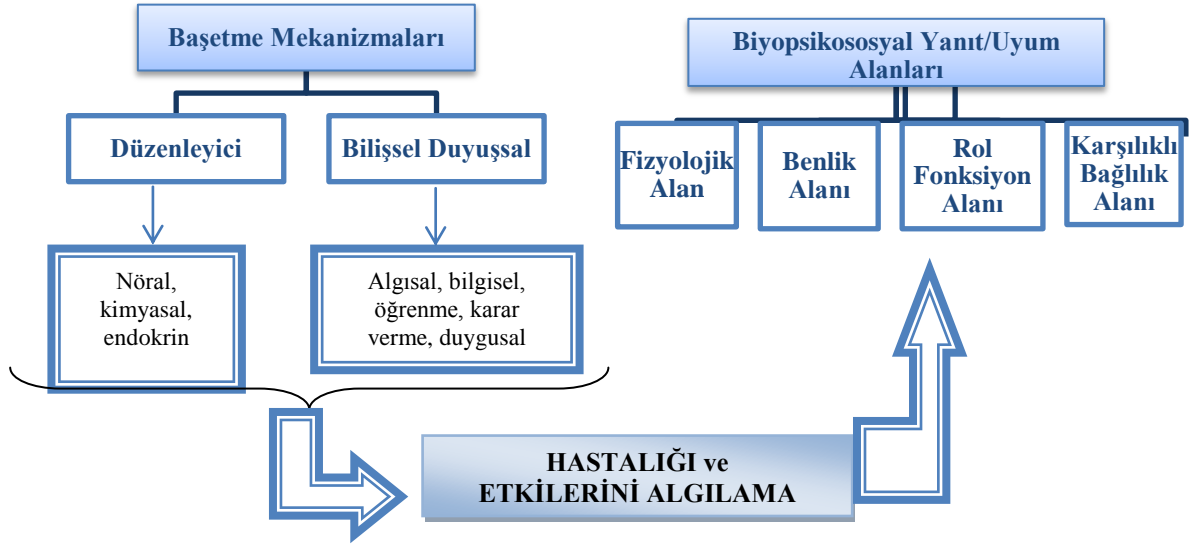 Başetme Mekanizmaları
Biyopsikososyal Yanıt/Uyum
Alanları
Düzenleyici
Bilişsel Duyuşsal
Fizyolojik
Alan
Benlik
Alanı
Rol
Fonksiyon
Alanı
Karşılıklı
Bağlılık
Alanı
Nöral,
kimyasal,
endokrin
Algısal, bilgisel,
öğrenme, karar
verme, duygusal
HASTALIĞI ve
ETKİLERİNİ ALGILAMA